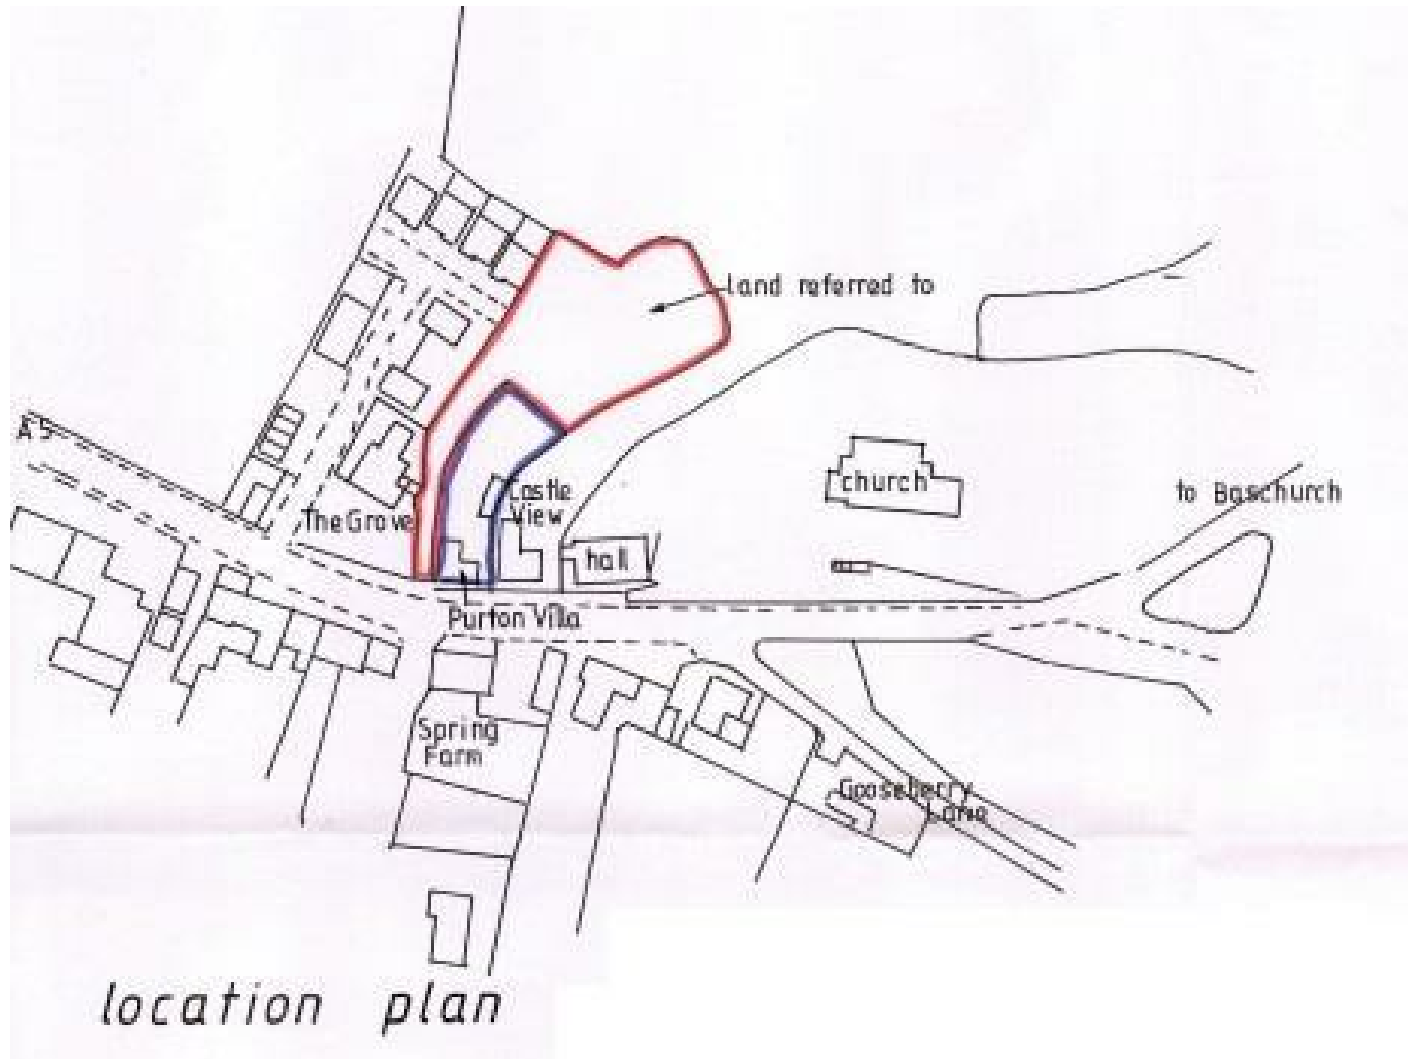 land referred to
A5
Castle
View
church
to Baschurch
The Grove
hall
Purton Villa
Spring
Farm
Gooseberry
Lane
location plan